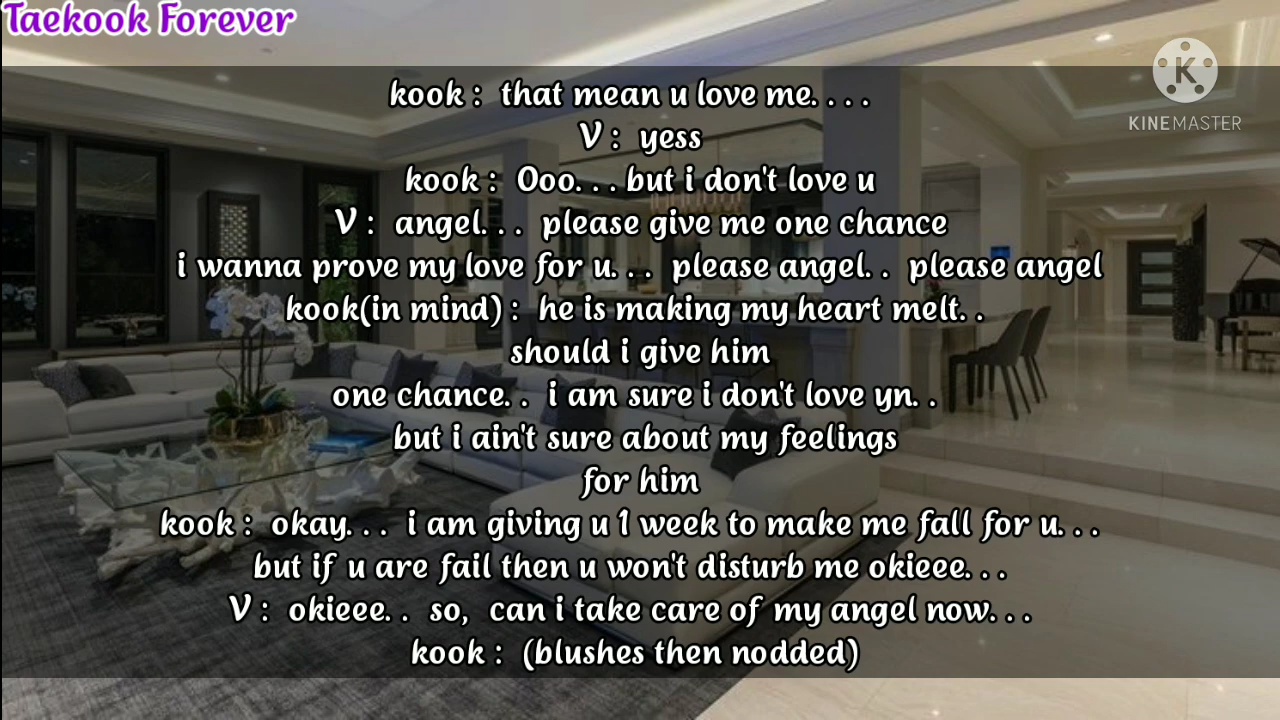 Taekook Forever
K
KINEMASTER
kook : that mean u love me. . . .
V : yess
kook : Ooo. . . but i don't love u
V : angel. . . please give me one chance
i wanna prove my love for u. . . please angel. . please angel
kook(in mind) : he is making my heart melt. .
should i give him
one chance. . i am sure i don't love yn. .
but i ain't sure about my feelings
for him
kook : okay. . . i am giving u 1 week to make me fall for u. . .
but if u are fail then u won't disturb me okieee. . .
V : okieee. . so, can i take care of my angel now. . .
kook : (blushes then nodded)